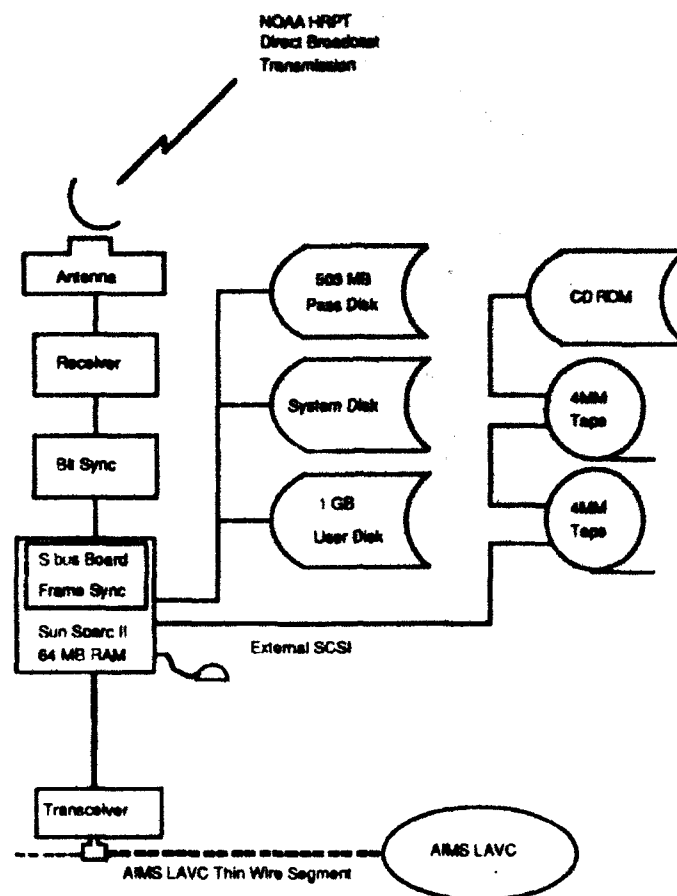 NOAA HRPT
Direct Broadcast
Transmission
Antenna
Receiver
Bit Sync
S bus Board
Frame Sync
Sun Sparc II
64 MB RAM
Transceiver
503 MB
Pass Disk
System Disk
1 GB
User Disk
CD ROM
4MM
Tape
4MM
Tape
External SCSI
AIMS LAVC Thin Wire Segment
AIMS LAVC